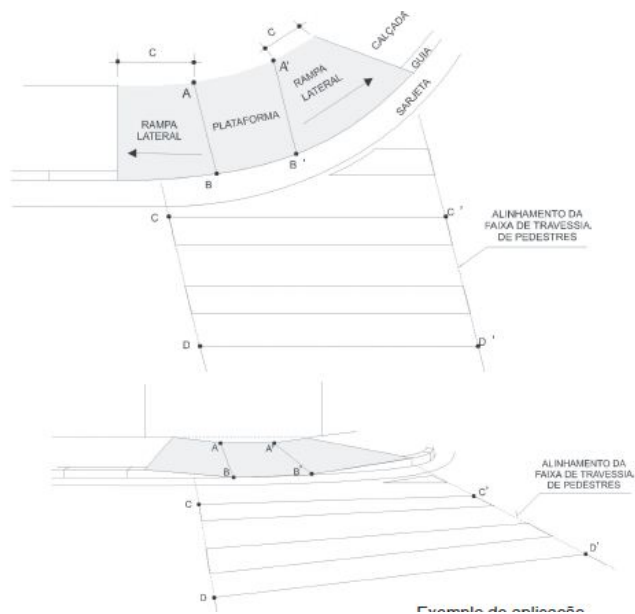 C
C
CALÇADA
GUIA
SARJETA
A
A'
RAMPA
LATERAL
PLATAFORMA
RAMPA
LATERAL
B
B'
C
C'
ALINHAMENTO DA
FAIXA DE TRAVESSIA.
DE PEDESTRES
D
D'
A
A'
B
B'
C
C'
ALINHAMENTO DA
FAIXA DE TRAVESSIA.
DE PEDESTRES
D'
D
Exemplo de aplicação